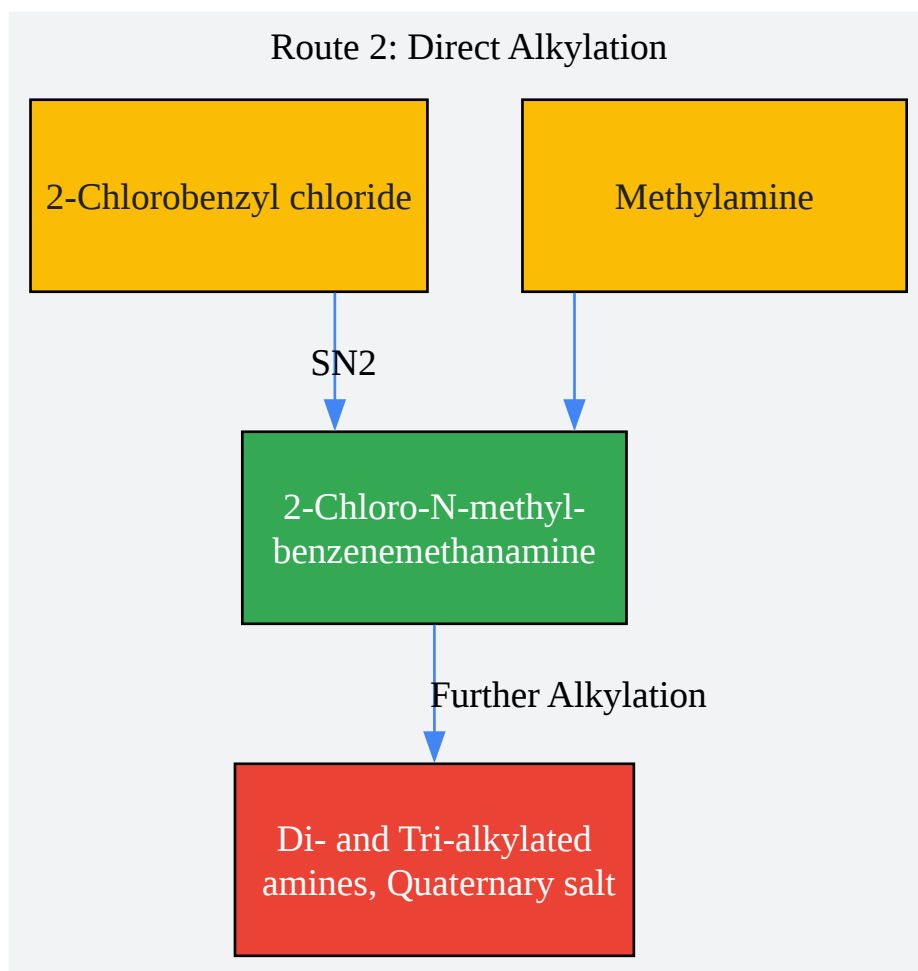 Route 2: Direct Alkylation
2-Chlorobenzyl chloride
Methylamine
SN2
2-Chloro-N-methyl-
benzenemethanamine
Further Alkylation
Di- and Tri-alkylated
amines, Quaternary salt